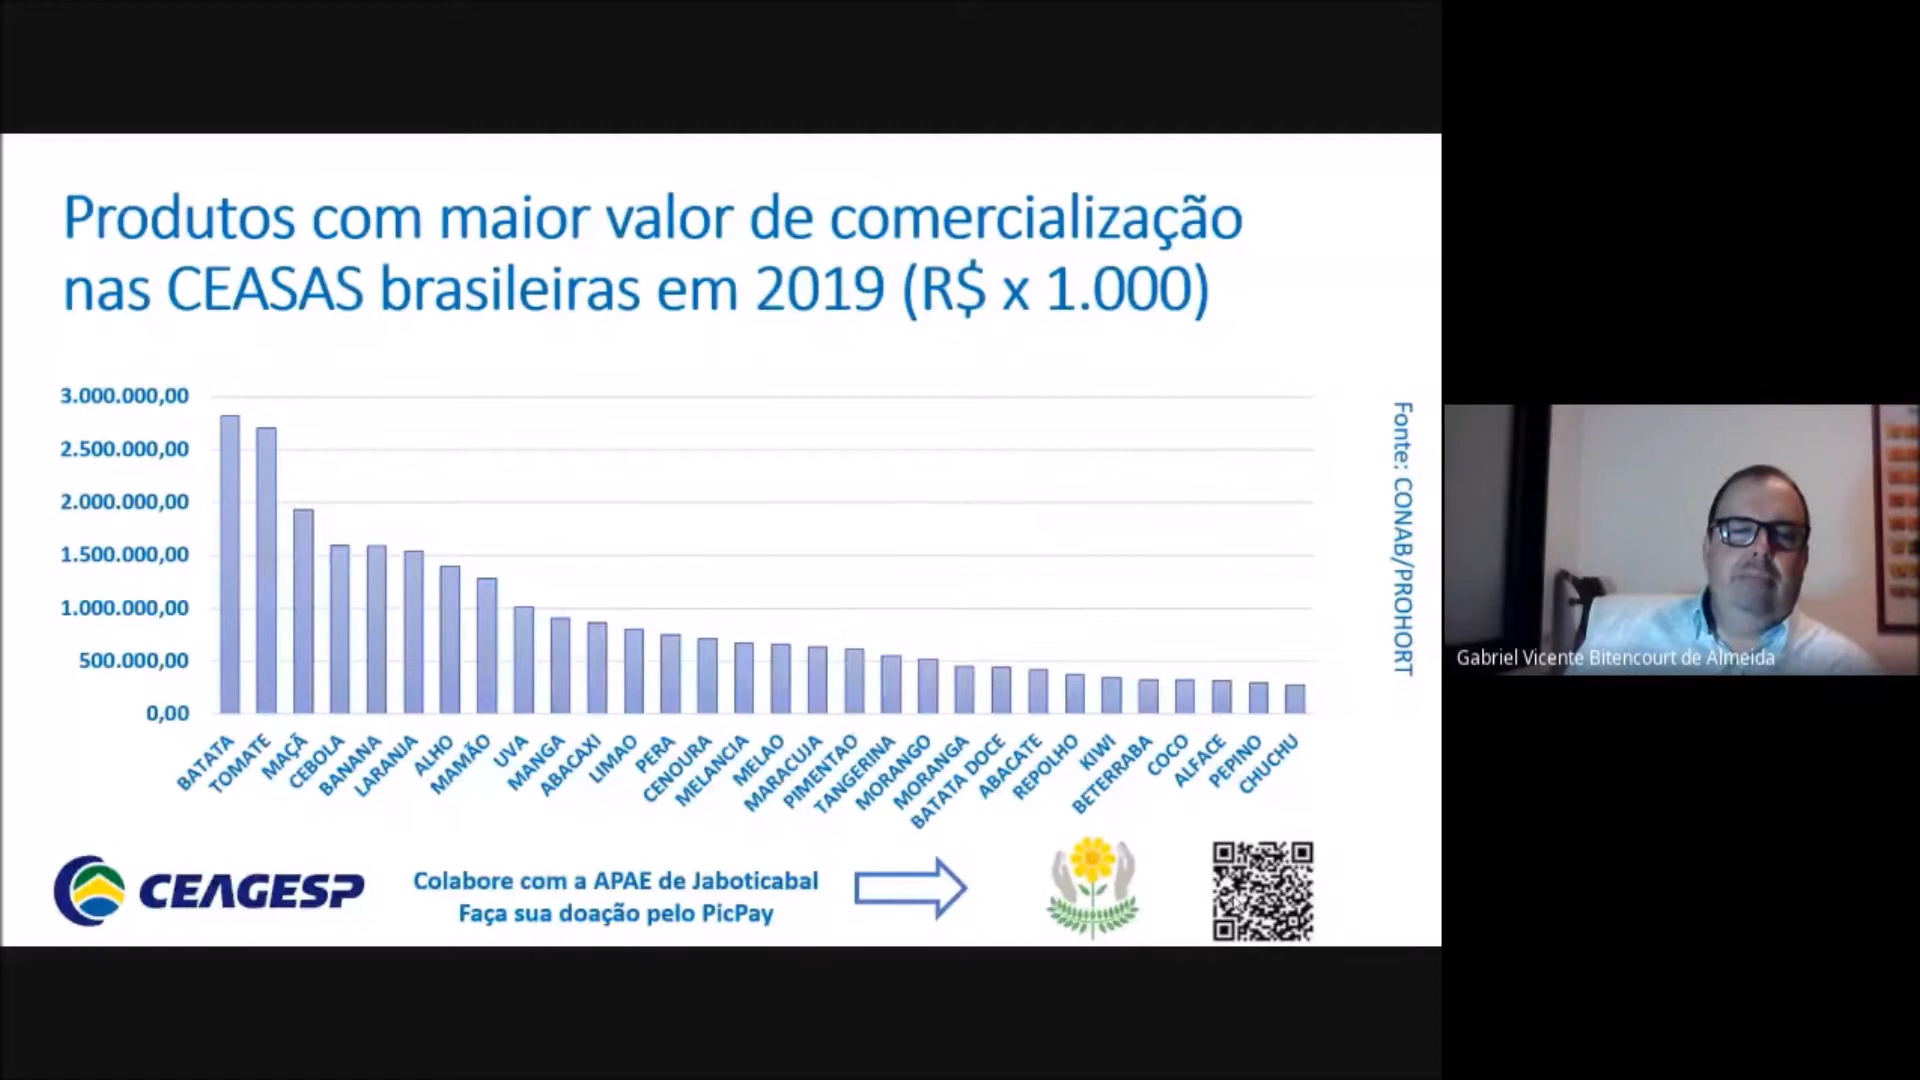 Produtos com maior valor de comercialização
nas CEASAS brasileiras em 2019 (R$ x 1.000)
3.000.000,00
2.500.000,00
2.000.000,00
1.500.000,00
1.000.000,00
500.000,00
0,00
BATATA
TOMATE
MAÇÃ
CEBOLA
BANANA
LARANJA
ALHO
MAMÃO
UVA
MANGA
ABACAXI
LIMAO
PERA
CENOURA
MELANCIA
MELAO
MARACUJA
PIMENTAO
TANGERINA
MORANGO
MORANGA
BATATA DOCE
ABACATE
REPOLHO
KIWI
BETERRABA
COCO
ALFACE
PEPINO
CHUCHU
Fonte: CONAB/PROHORT
CEAGESP
Colabore com a APAE de Jaboticabal
Faça sua doação pelo PicPay
Gabriel Vicente Bitencourt de Almeida